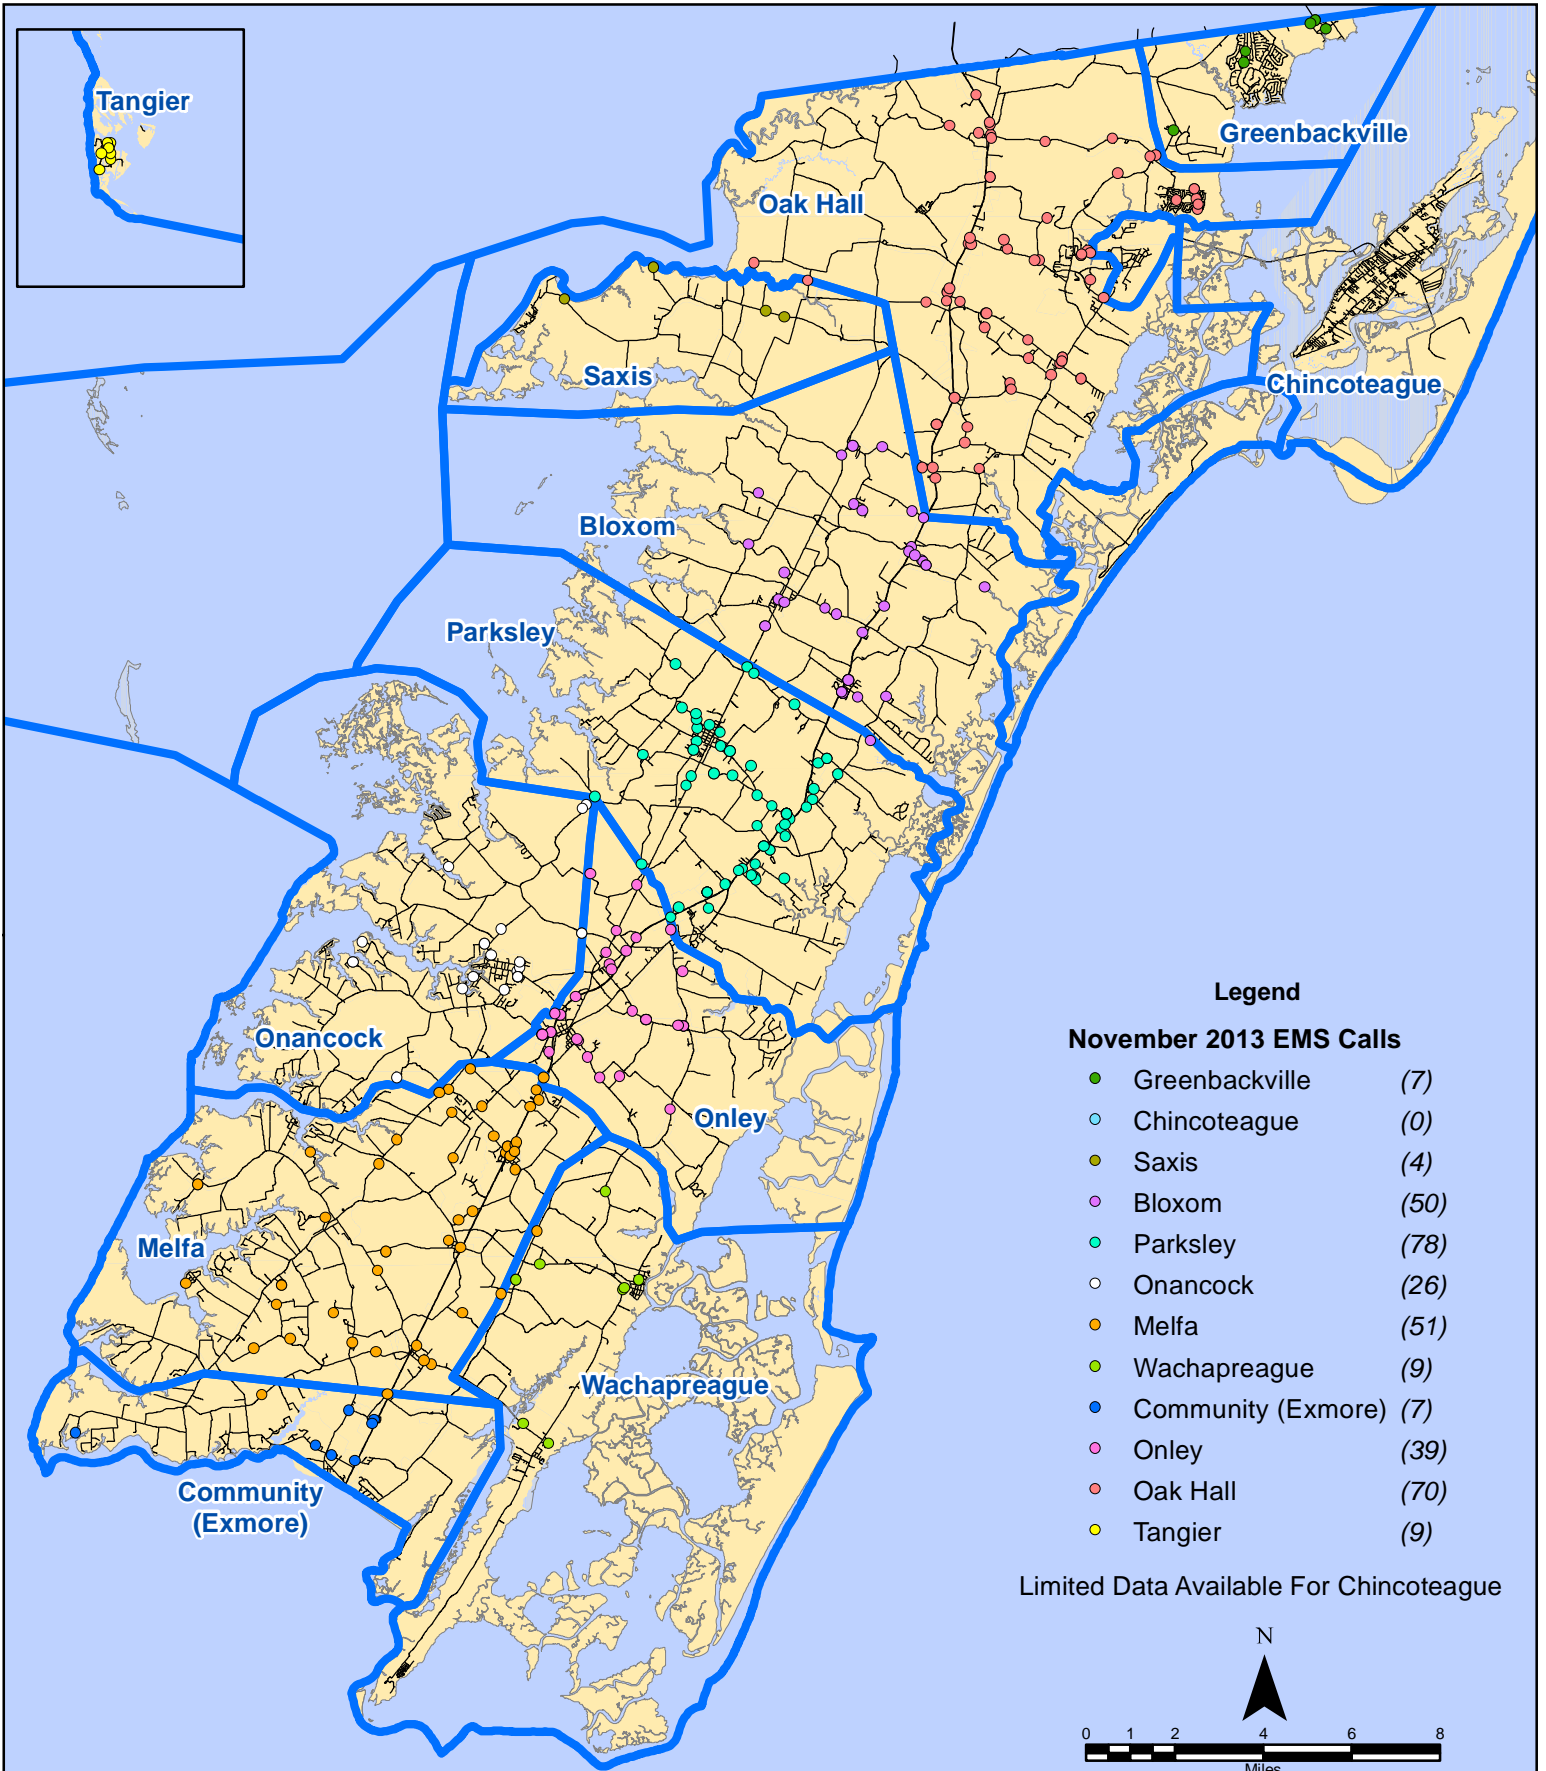 Tangier
Greenbackville
Oak Hall
Saxis
Chincoteague
Bloxom
Parksley
Onancock
Onley
Melfa
Wachapreague
Community
(Exmore)
Legend
November 2013 EMS Calls
Greenbackville (7)
Chincoteague (0)
Saxis (4)
Bloxom (50)
Parksley (78)
Onancock (26)
Melfa (51)
Wachapreague (9)
Community (Exmore) (7)
Onley (39)
Oak Hall (70)
Tangier (9)
Limited Data Available For Chincoteague
N
0 1 2 4 6 8
Miles